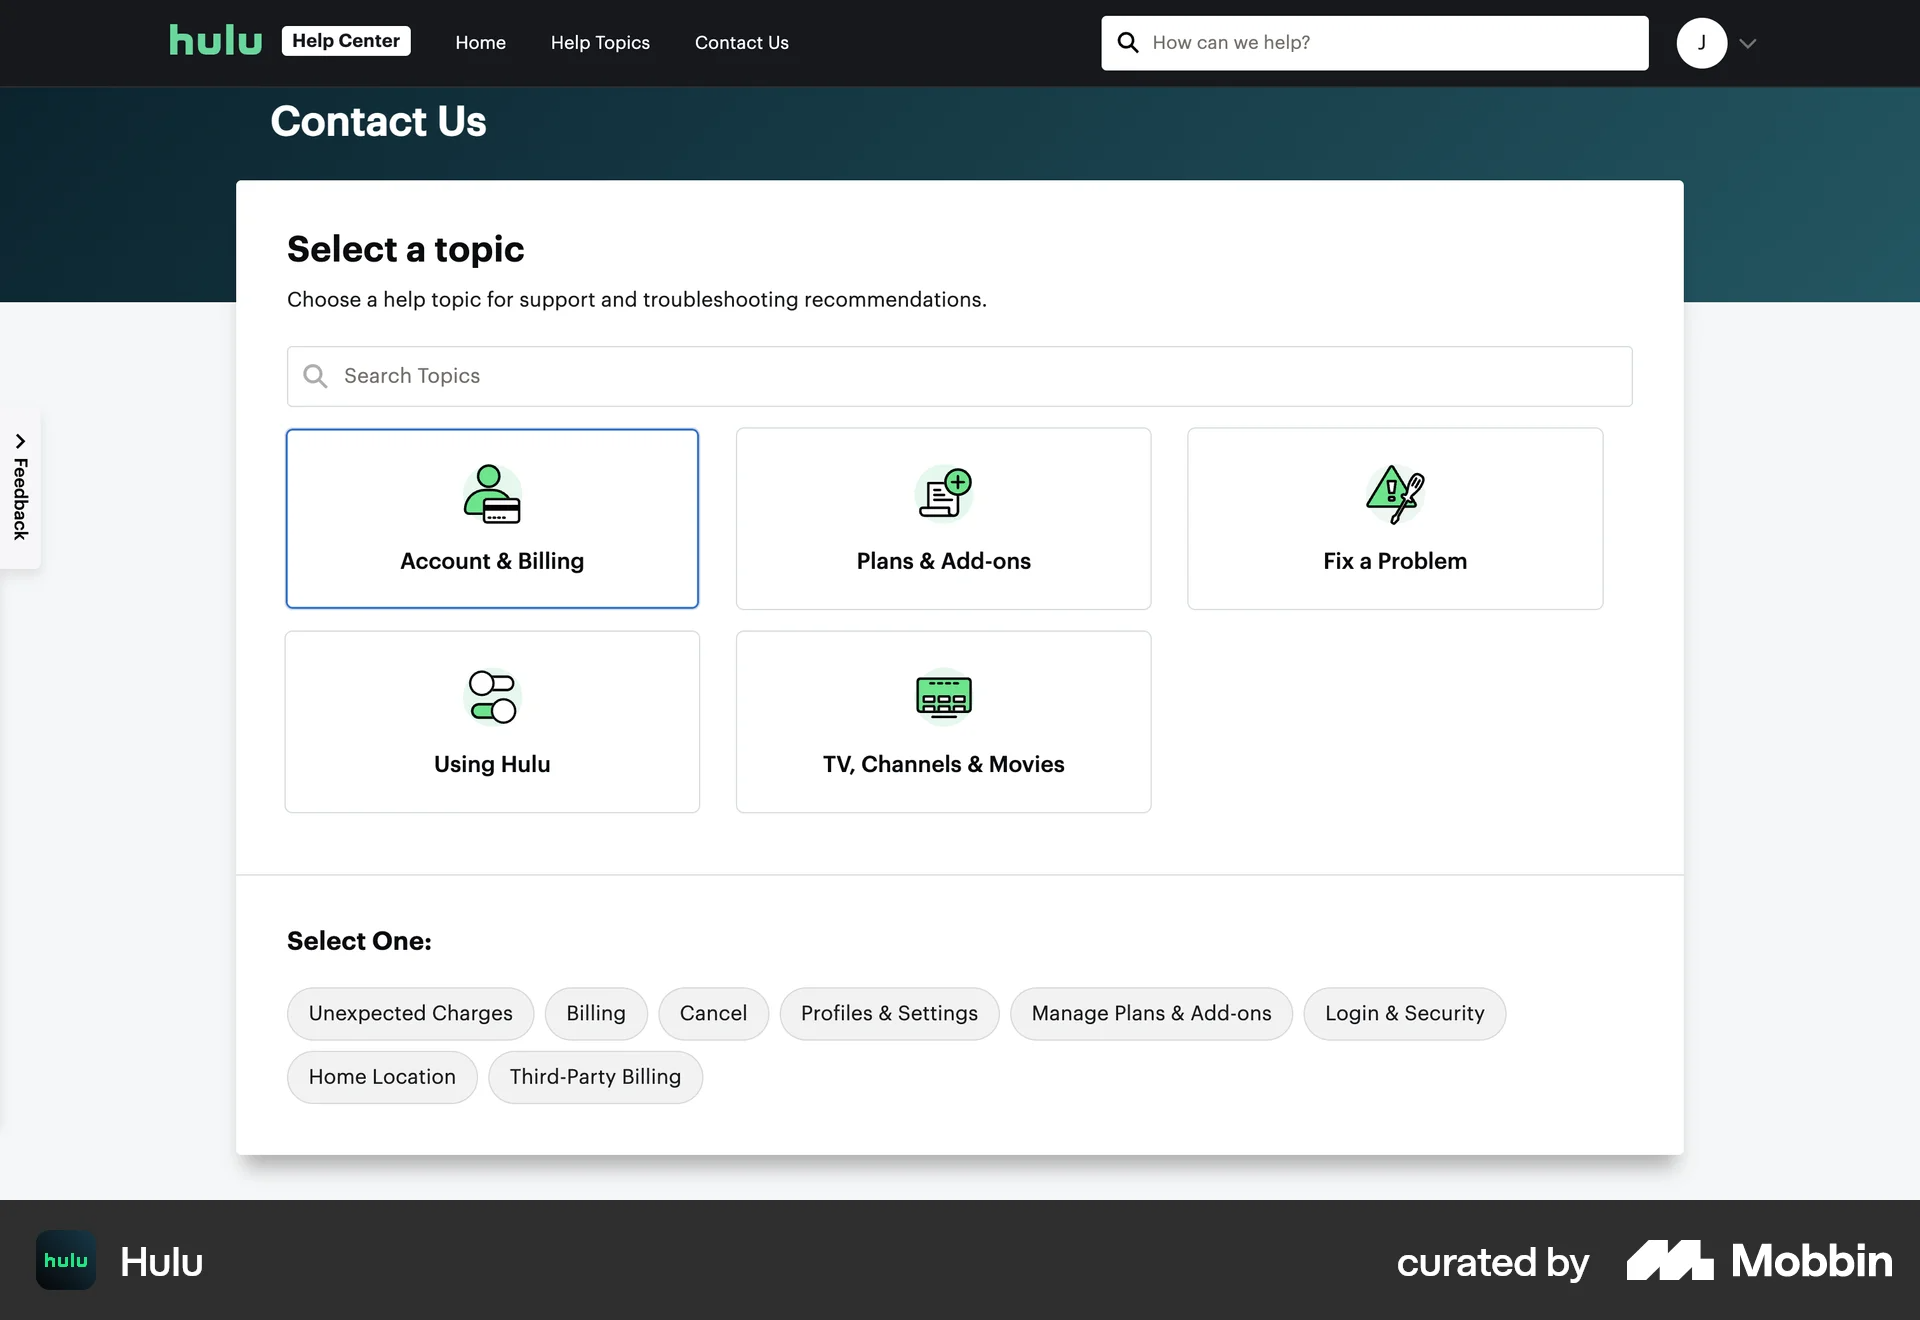 hulu Help Center Home Help Topics Contact Us How can we help? J
Contact Us
Select a topic
Choose a help topic for support and troubleshooting recommendations.
Search Topics
Feedback
Account & Billing Plans & Add-ons Fix a Problem
Using Hulu TV, Channels & Movies
Select One:
Unexpected Charges Billing Cancel Profiles & Settings Manage Plans & Add-ons Login & Security
Home Location Third-Party Billing
hulu Hulu curated by Mobbin